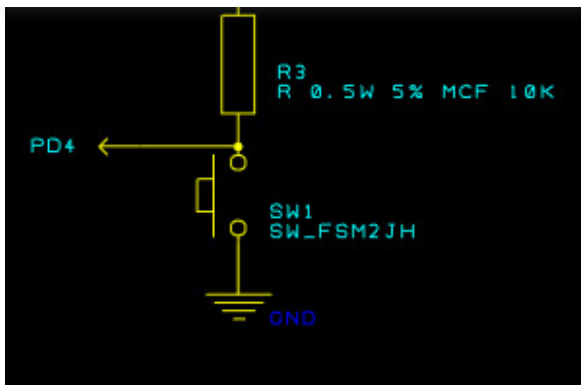 R3
R 0.5W 5% MCF 10K
PD4
SW1
SW_FSM2JH
GND